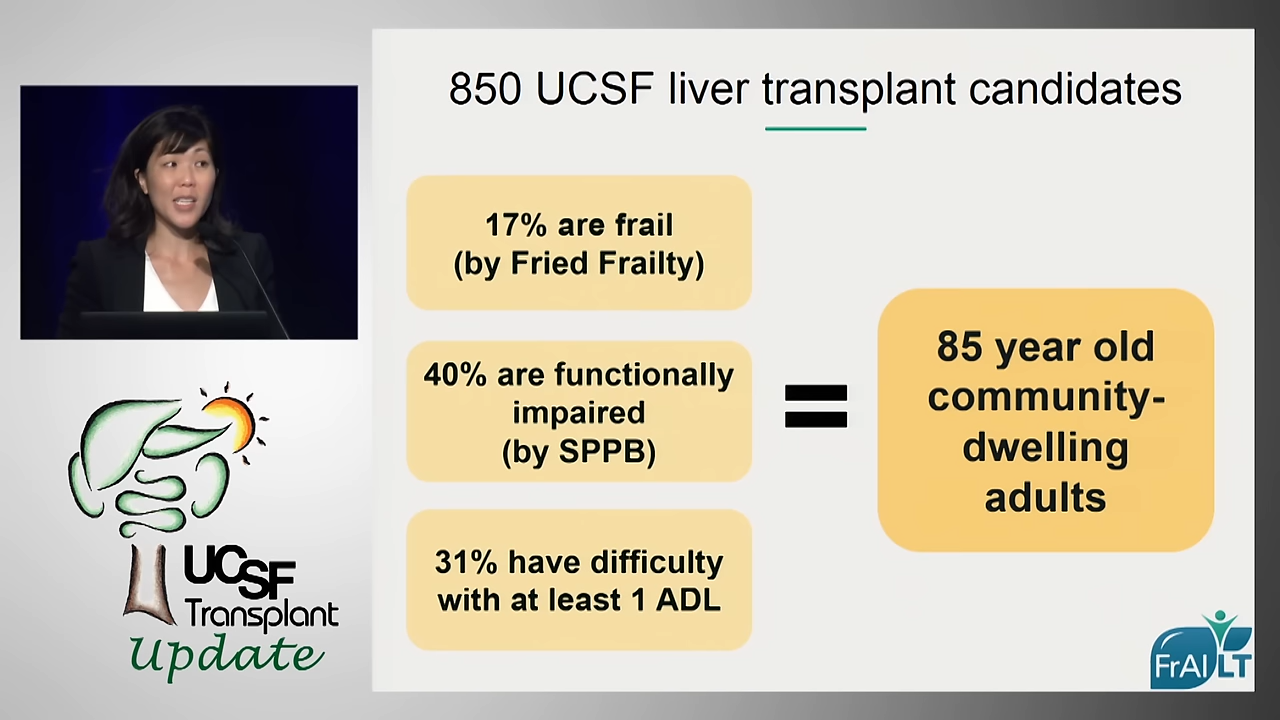 850 UCSF liver transplant candidates
17% are frail
(by Fried Frailty)
40% are functionally
impaired
(by SPPB)
31% have difficulty
with at least 1 ADL
=
85 year old
community-
dwelling
adults
UCSF
Transplant
Update
FrAILT